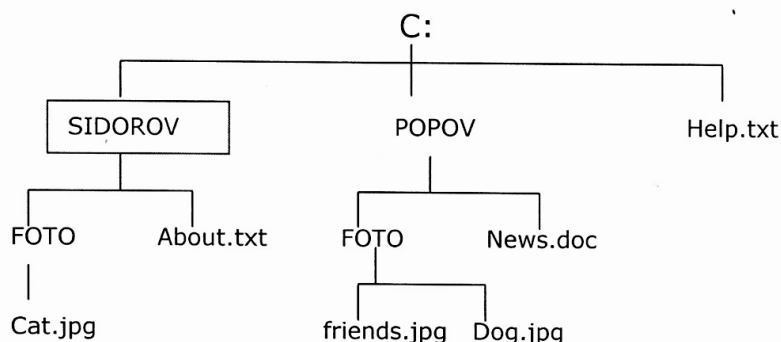 C:
SIDOROV POPOV Help.txt
FOTO About.txt FOTO News.doc
Cat.jpg friends.jpg Dog.jpg